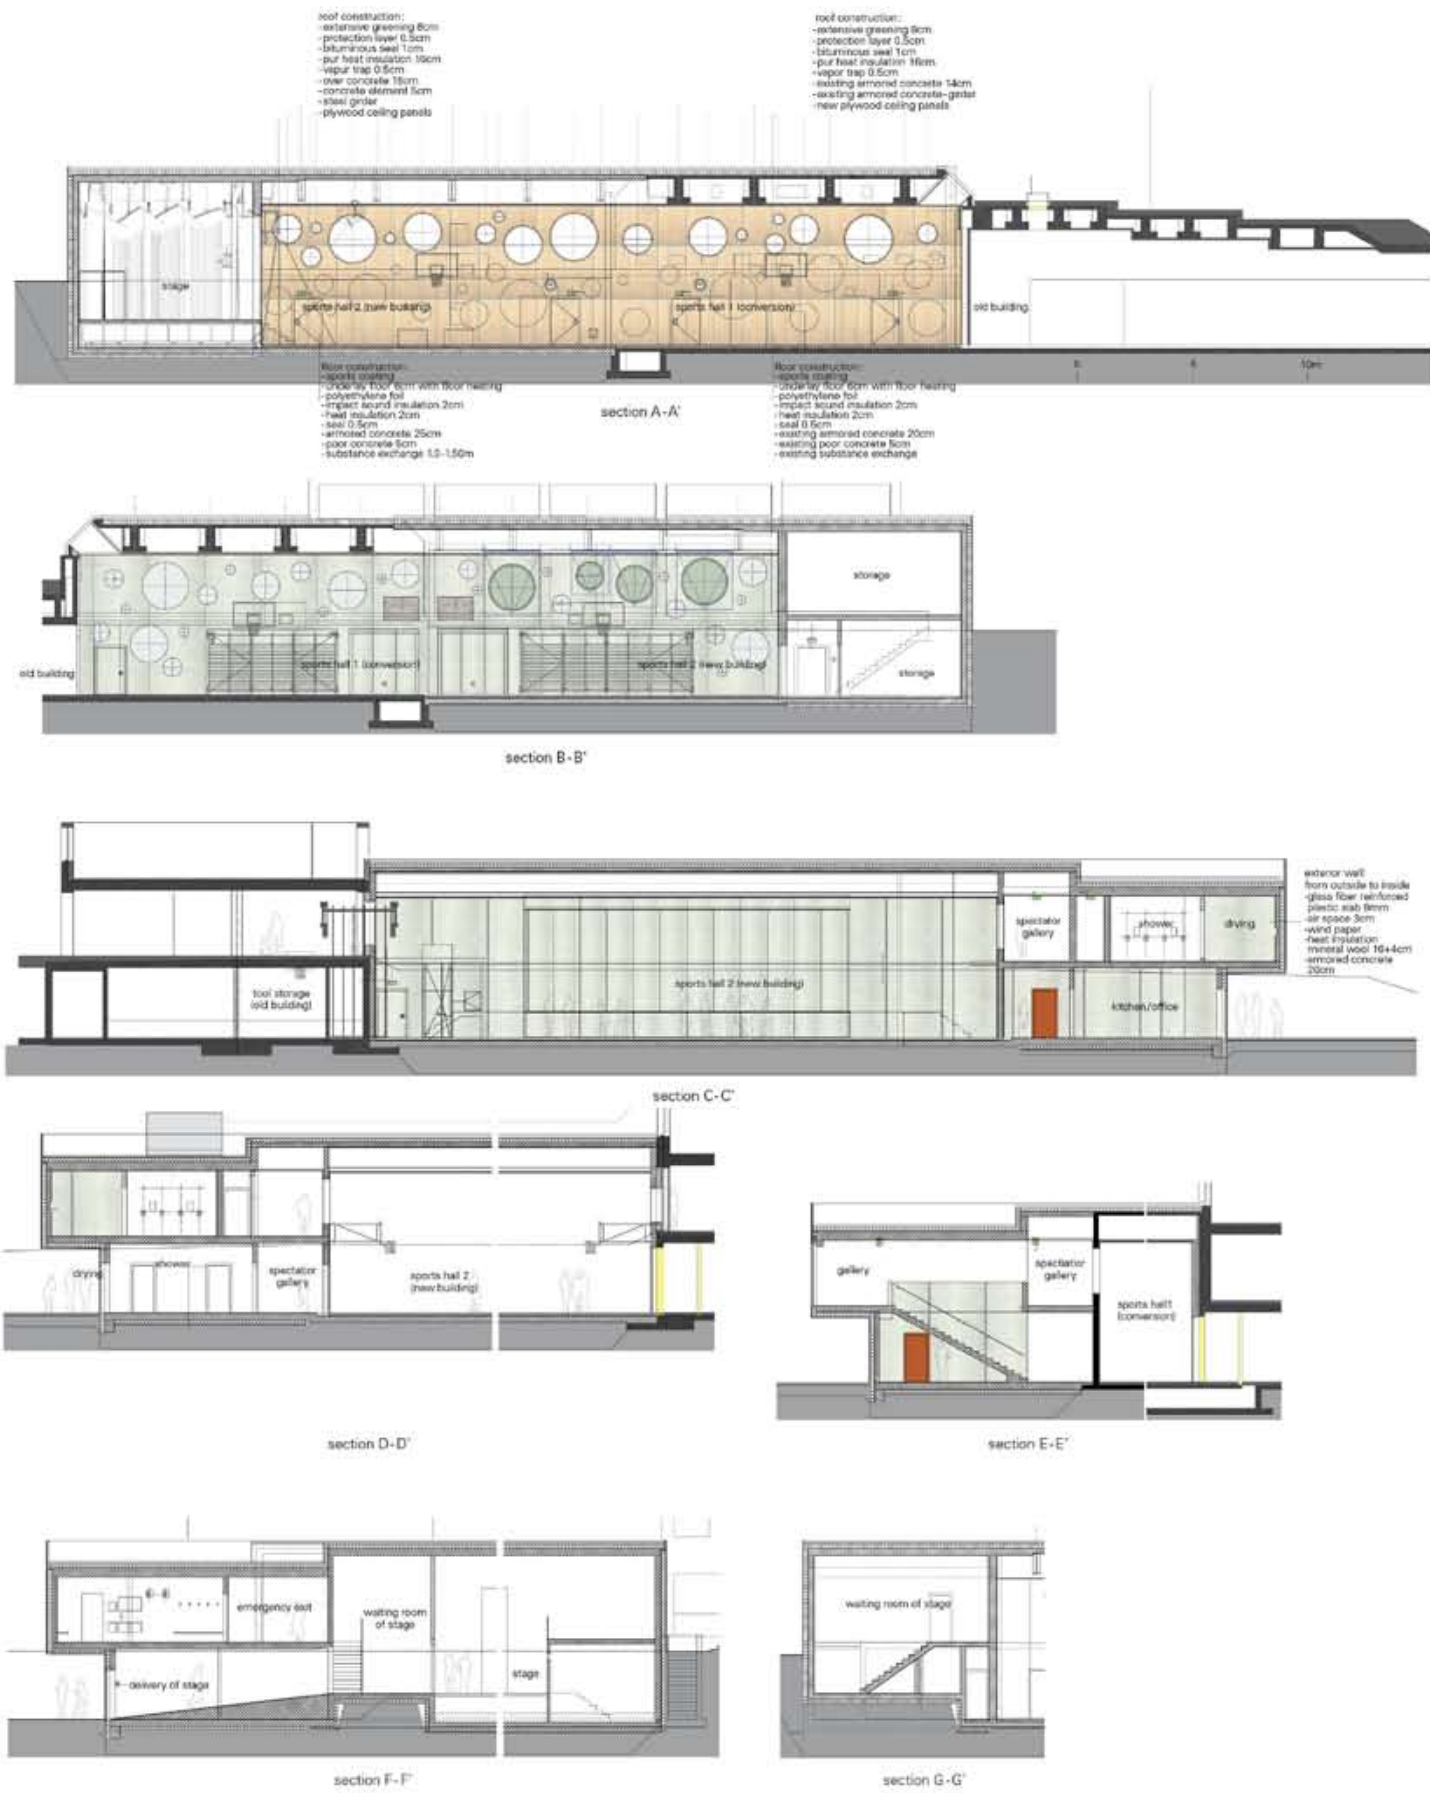 roof construction:
-extensive greening 8cm
-protection layer 0.5cm
-bituminous seal 1cm
-pur heat insulation 16cm
-vapur trap 0.5cm
-over concrete 15cm
-concrete element 5cm
-steel girder
-plywood ceiling panels
roof construction:
-extensive greening 8cm
-protection layer 0.5cm
-bituminous seal 1cm
-pur heat insulation 16cm
-vapor trap 0.5cm
-existing armored concrete 14cm
-existing armored concrete-girder
-new plywood ceiling panels
stage
sports hall 2 (new building)
sports hall 1 (conversion)
old building
0
5
10m
floor construction:
-sports coating
-underlay floor 6cm with floor heating
-polyethylene foil
-impact sound insulation 2cm
-heat insulation 2cm
-seal 0.5cm
-armored concrete 25cm
-poor concrete 5cm
-substance exchange 1.0-1.50m
floor construction:
-sports coating
-underlay floor 6cm with floor heating
-polyethylene foil
-impact sound insulation 2cm
-heat insulation 2cm
-seal 0.5cm
-existing armored concrete 20cm
-existing poor concrete 5cm
-existing substance exchange
section A-A'
storage
old building
sports hall 1 (conversion)
sports hall 2 (new building)
storage
section B-B'
exterior wall
from outside to inside
-glass fiber reinforced
plastic slab 8mm
-air space 3cm
-wind paper
-heat insulation
mineral wool 16+4cm
-armored concrete
20cm
spectator
gallery
shower
drying
tool storage
(old building)
sports hall 2 (new building)
kitchen/office
section C-C'
drying
shower
spectator
gallery
sports hall 2
(new building)
section D-D'
gallery
spectator
gallery
sports hall1
(conversion)
section E-E'
emergency exit
waiting room
of stage
delivery of stage
stage
section F-F'
waiting room of stage
section G-G'